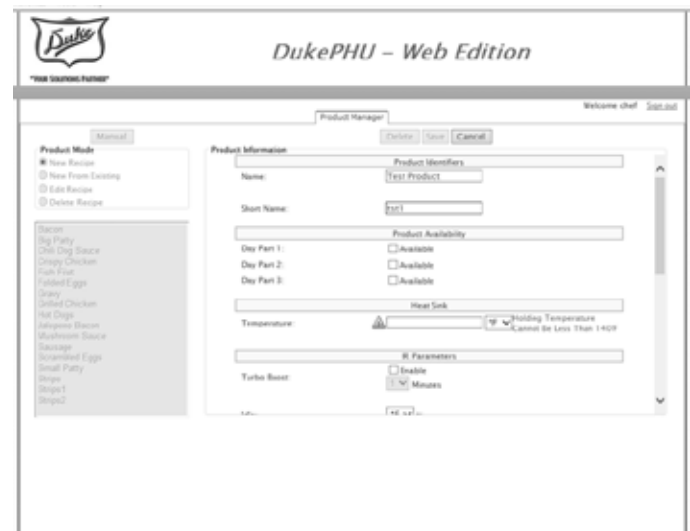 Duke
"YOUR SOLUTIONS PARTNER"
DukePHU – Web Edition
Welcome chef Sign out
Product Manager
Manual
Delete Save Cancel
Product Mode
New Recipe
New From Existing
Edit Recipe
Delete Recipe
Bacon
Big Patty
Chili Dog Sauce
Crispy Chicken
Fish Filet
Folded Eggs
Gravy
Grilled Chicken
Hot Dogs
Jalapeno Bacon
Mushroom Sauce
Sausage
Scrambled Eggs
Small Patty
Strips
Strips1
Strips2
Product Information
Product Identifiers
Name: Test Product
Short Name: tst1
Product Availability
Day Part 1: Available
Day Part 2: Available
Day Part 3: Available
Heat Sink
Temperature: °F Holding Temperature
Cannot Be Less Than 140°F
IR Parameters
Turbo Boost: Enable
Minutes